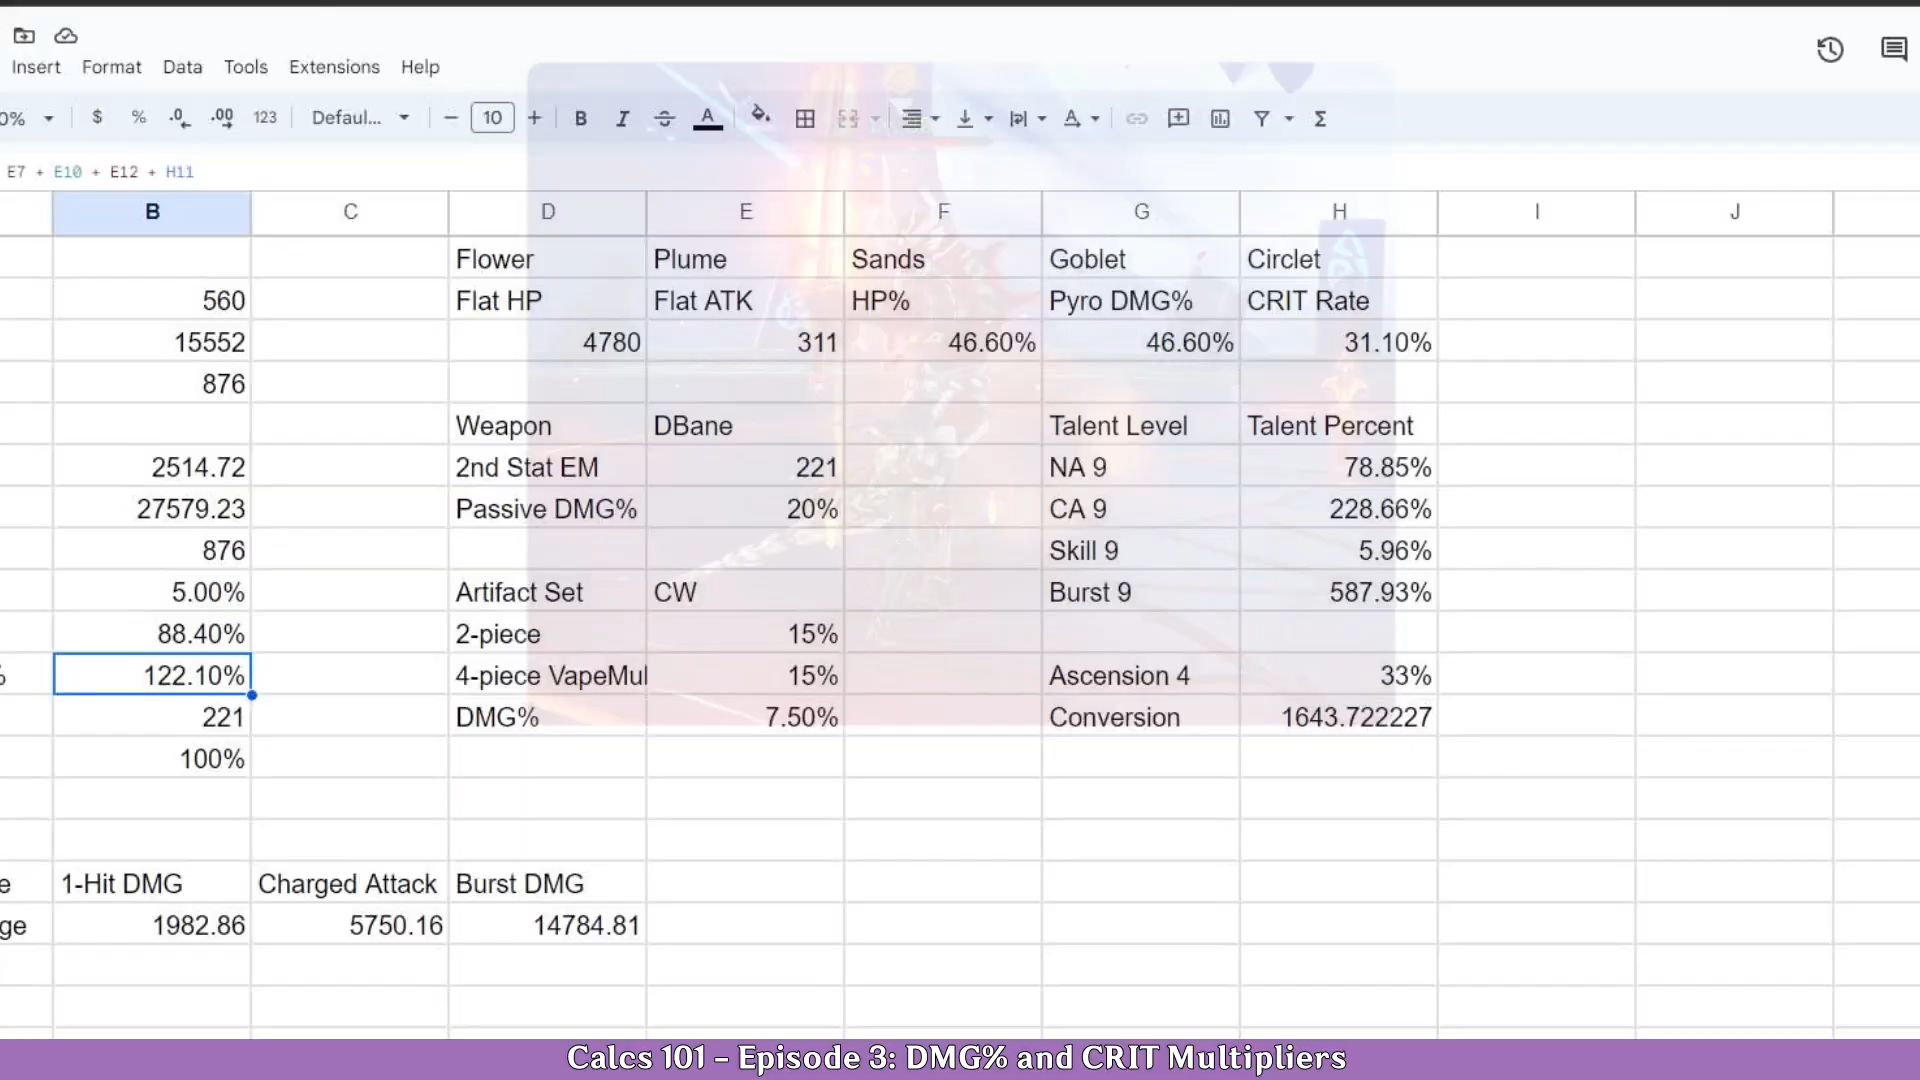 Insert Format Data Tools Extensions Help
0% $ % .0 .00 123 Defaul... − 10 + B I A Σ
E7 + E10 + E12 + H11
B C D E F G H I J
Flower Plume Sands Goblet Circlet
560 Flat HP Flat ATK HP% Pyro DMG% CRIT Rate
15552 4780 311 46.60% 46.60% 31.10%
876
Weapon DBane Talent Level Talent Percent
2514.72 2nd Stat EM 221 NA 9 78.85%
27579.23 Passive DMG% 20% CA 9 228.66%
876 Skill 9 5.96%
5.00% Artifact Set CW Burst 9 587.93%
88.40% 2-piece 15%
% 122.10% 4-piece VapeMul 15% Ascension 4 33%
221 DMG% 7.50% Conversion 1643.722227
100%
e 1-Hit DMG Charged Attack Burst DMG
ge 1982.86 5750.16 14784.81
Calcs 101 - Episode 3: DMG% and CRIT Multipliers